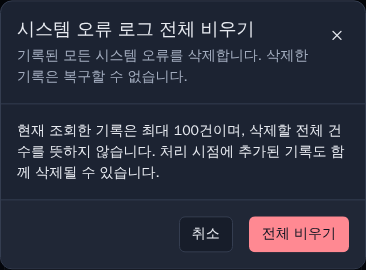 시스템 오류 로그 전체 비우기
기록된 모든 시스템 오류를 삭제합니다. 삭제한
기록은 복구할 수 없습니다.
현재 조회한 기록은 최대 100건이며, 삭제할 전체 건
수를 뜻하지 않습니다. 처리 시점에 추가된 기록도 함
께 삭제될 수 있습니다.
취소
전체 비우기